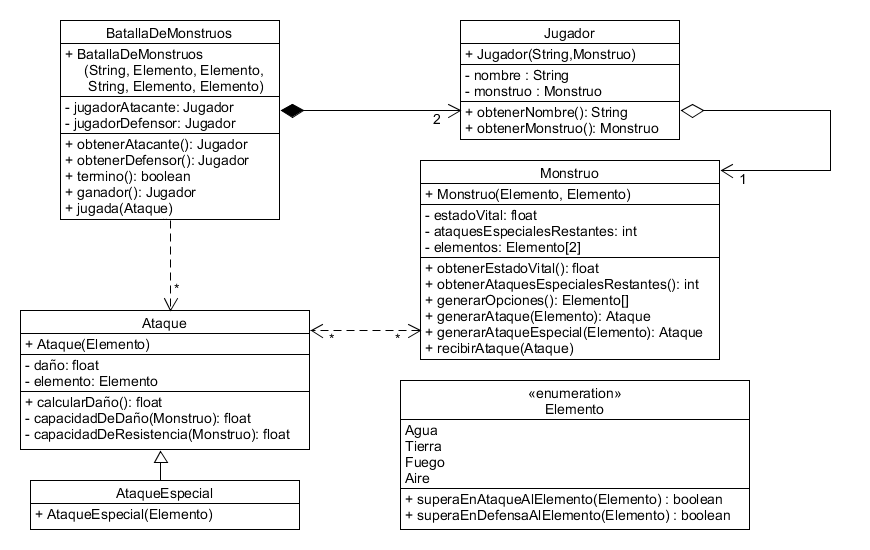 BatallaDeMonstruos
+ BatallaDeMonstruos
(String, Elemento, Elemento,
String, Elemento, Elemento)
- jugadorAtacante: Jugador
- jugadorDefensor: Jugador
+ obtenerAtacante(): Jugador
+ obtenerDefensor(): Jugador
+ termino(): boolean
+ ganador(): Jugador
+ jugada(Ataque)
2
Jugador
+ Jugador(String,Monstruo)
- nombre : String
- monstruo : Monstruo
+ obtenerNombre(): String
+ obtenerMonstruo(): Monstruo
1
Monstruo
+ Monstruo(Elemento, Elemento)
- estadoVital: float
- ataquesEspecialesRestantes: int
- elementos: Elemento[2]
+ obtenerEstadoVital(): float
+ obtenerAtaquesEspecialesRestantes(): int
+ generarOpciones(): Elemento[]
+ generarAtaque(Elemento): Ataque
+ generarAtaqueEspecial(Elemento): Ataque
+ recibirAtaque(Ataque)
*
* *
Ataque
+ Ataque(Elemento)
- daño: float
- elemento: Elemento
+ calcularDaño(): float
- capacidadDeDaño(Monstruo): float
- capacidadDeResistencia(Monstruo): float
AtaqueEspecial
+ AtaqueEspecial(Elemento)
«enumeration»
Elemento
Agua
Tierra
Fuego
Aire
+ superaEnAtaqueAlElemento(Elemento) : boolean
+ superaEnDefensaAlElemento(Elemento) : boolean